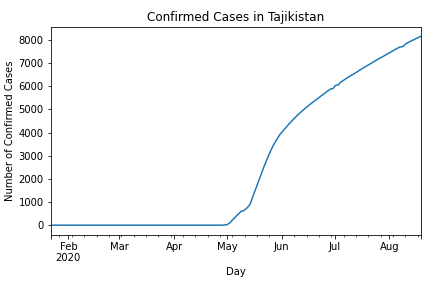 Confirmed Cases in Tajikistan
8000
7000
6000
5000
4000
3000
2000
1000
0
Number of Confirmed Cases
Feb Mar Apr May Jun Jul Aug
2020
Day